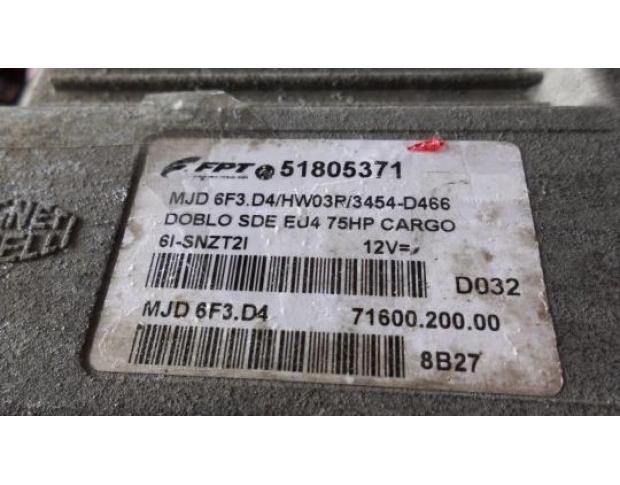 FPT 51805371
MJD 6F3.D4/HW03R/3454-D466
DOBLO SDE EU4 75HP CARGO
6I-SNZT2I 12V=
D032
MJD 6F3.D4 71600.200.00
8B27